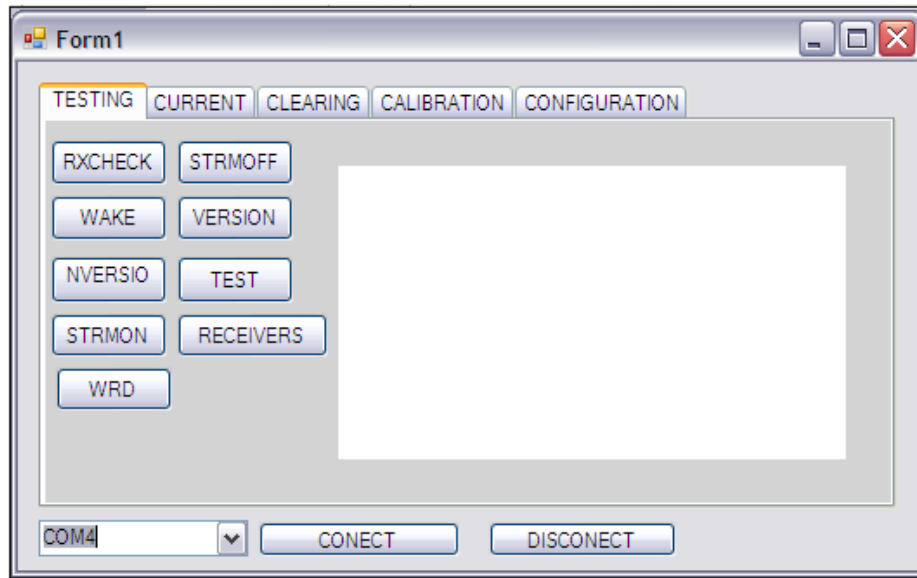 Form1
TESTING CURRENT CLEARING CALIBRATION CONFIGURATION
RXCHECK STRMOFF
WAKE VERSION
NVERSIO TEST
STRMON RECEIVERS
WRD
COM4 CONECT DISCONECT